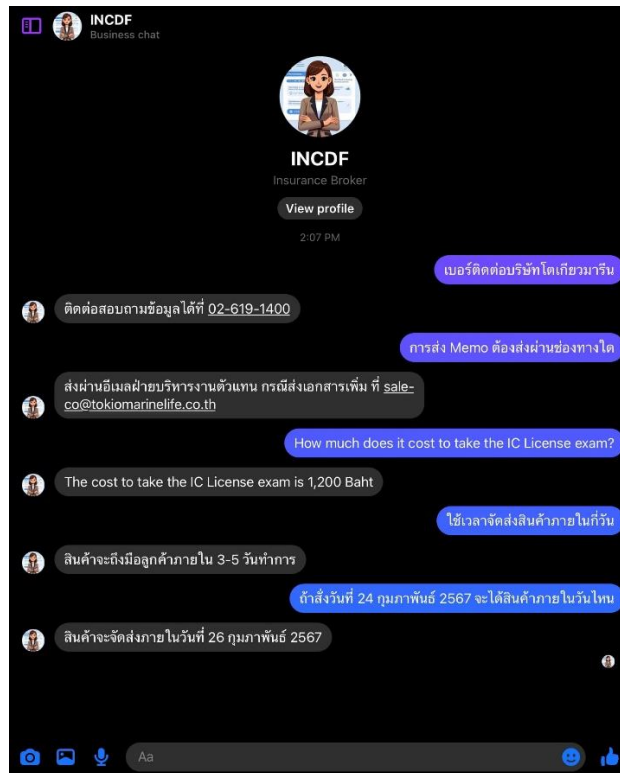 INCDF
Business chat
INCDF
Insurance Broker
View profile
2:07 PM
เบอร์ติดต่อบริษัทโตเกียวมารีน
ติดต่อสอบถามข้อมูลได้ที่ 02-619-1400
การส่ง Memo ต้องส่งผ่านช่องทางใด
ส่งผ่านอีเมลฝ่ายบริหารงานตัวแทน กรณีส่งเอกสารเพิ่ม ที่ sale-
co@tokiomarinelife.co.th
How much does it cost to take the IC License exam?
The cost to take the IC License exam is 1,200 Baht
ใช้เวลาจัดส่งสินค้าภายในกี่วัน
สินค้าจะถึงมือลูกค้าภายใน 3-5 วันทำการ
ถ้าสั่งวันที่ 24 กุมภาพันธ์ 2567 จะได้สินค้าภายในวันไหน
สินค้าจะจัดส่งภายในวันที่ 26 กุมภาพันธ์ 2567
Aa